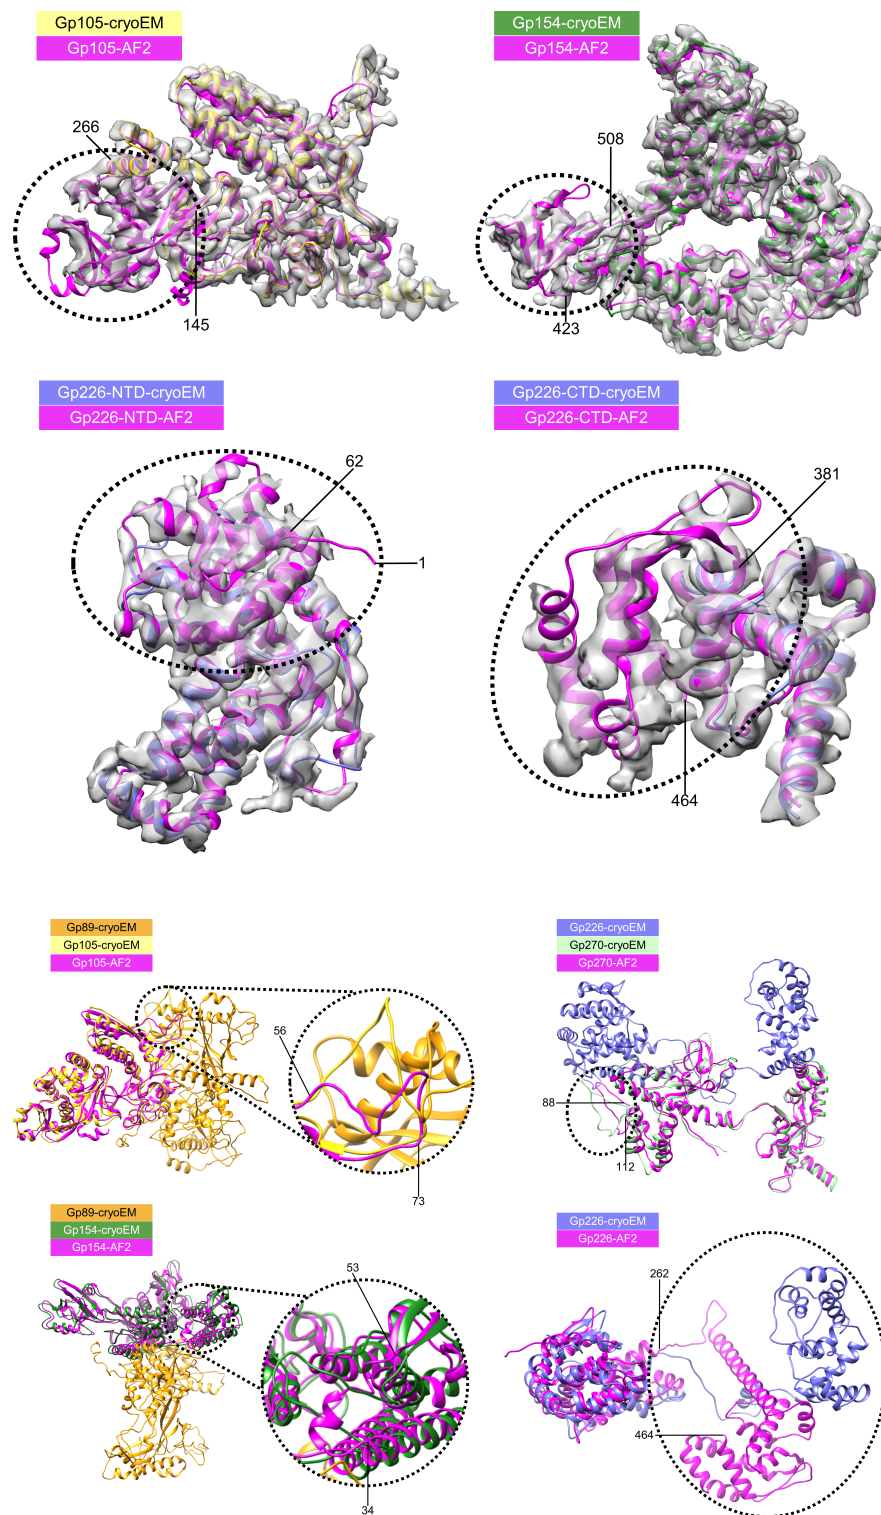 Gp105-cryoEM
Gp105-AF2
266
145
Gp154-cryoEM
Gp154-AF2
508
423
Gp226-NTD-cryoEM
Gp226-NTD-AF2
62
1
Gp226-CTD-cryoEM
Gp226-CTD-AF2
381
464
Gp89-cryoEM
Gp105-cryoEM
Gp105-AF2
56
73
Gp226-cryoEM
Gp270-cryoEM
Gp270-AF2
88
112
Gp89-cryoEM
Gp154-cryoEM
Gp154-AF2
53
34
Gp226-cryoEM
Gp226-AF2
262
464